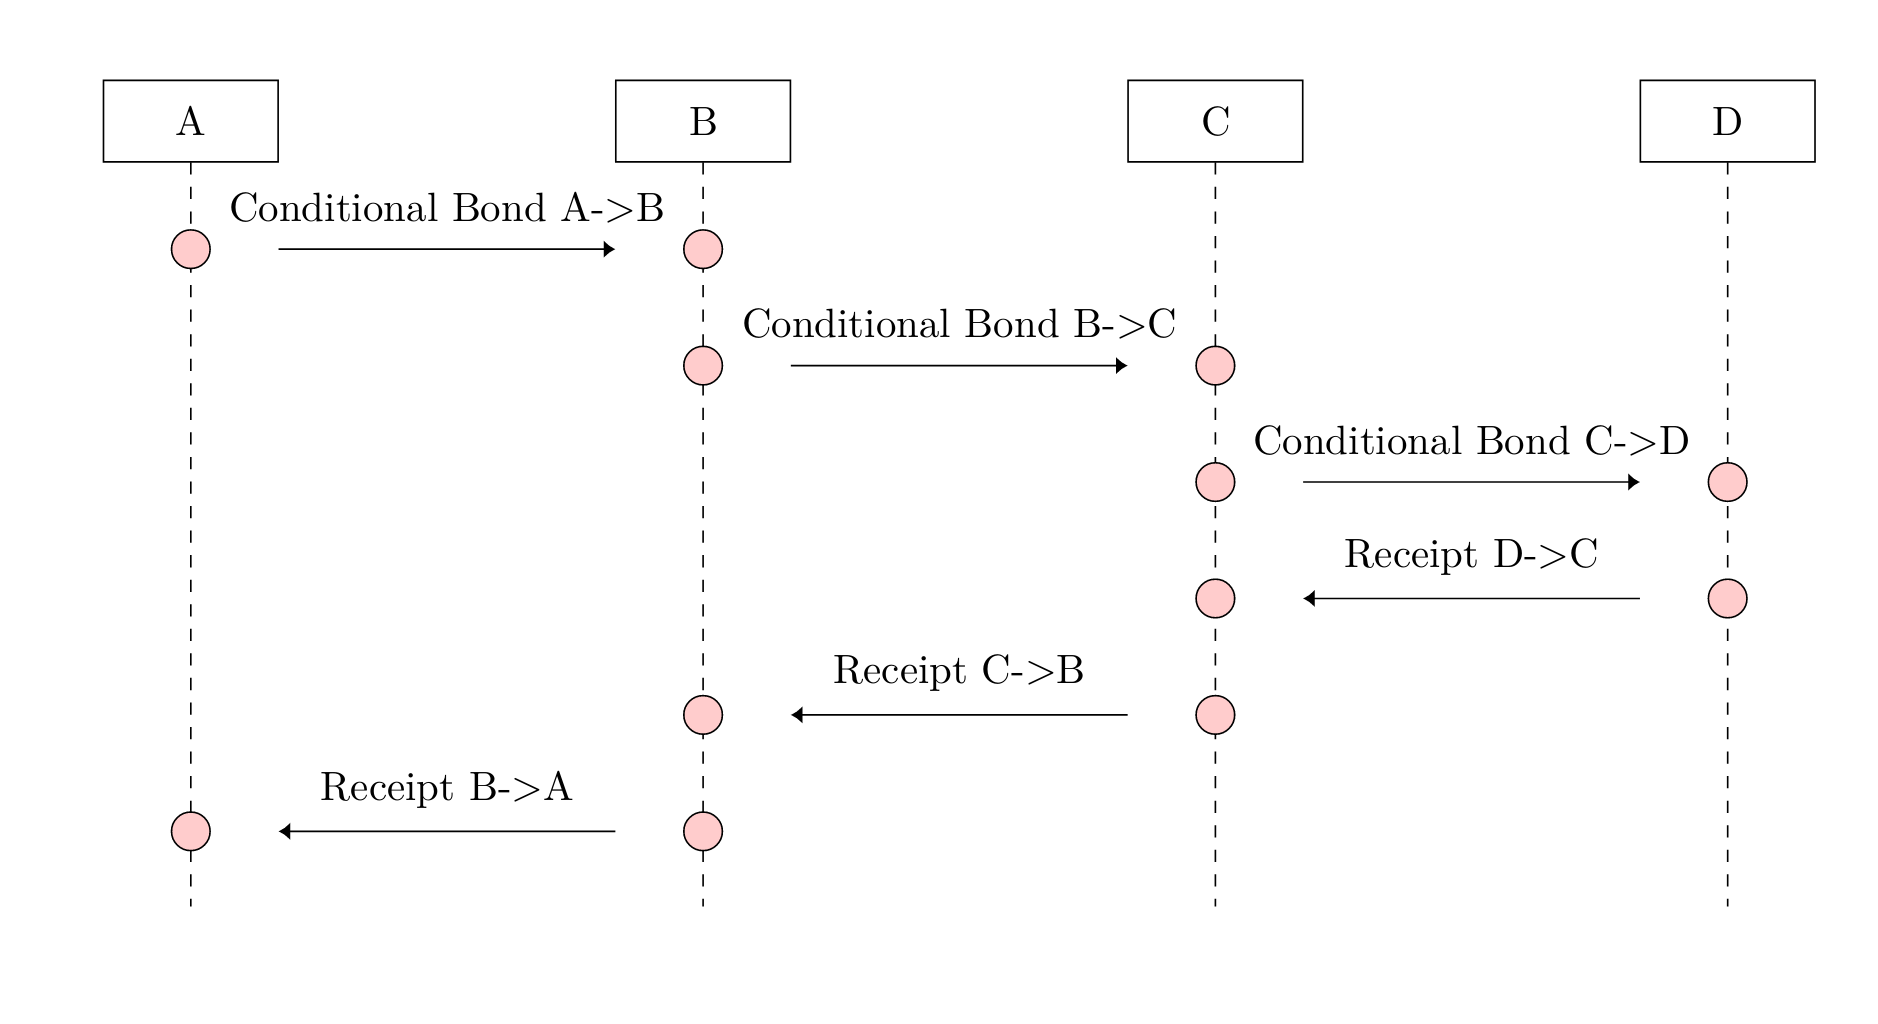 A
B
C
D
Conditional Bond A->B
Conditional Bond B->C
Conditional Bond C->D
Receipt D->C
Receipt C->B
Receipt B->A